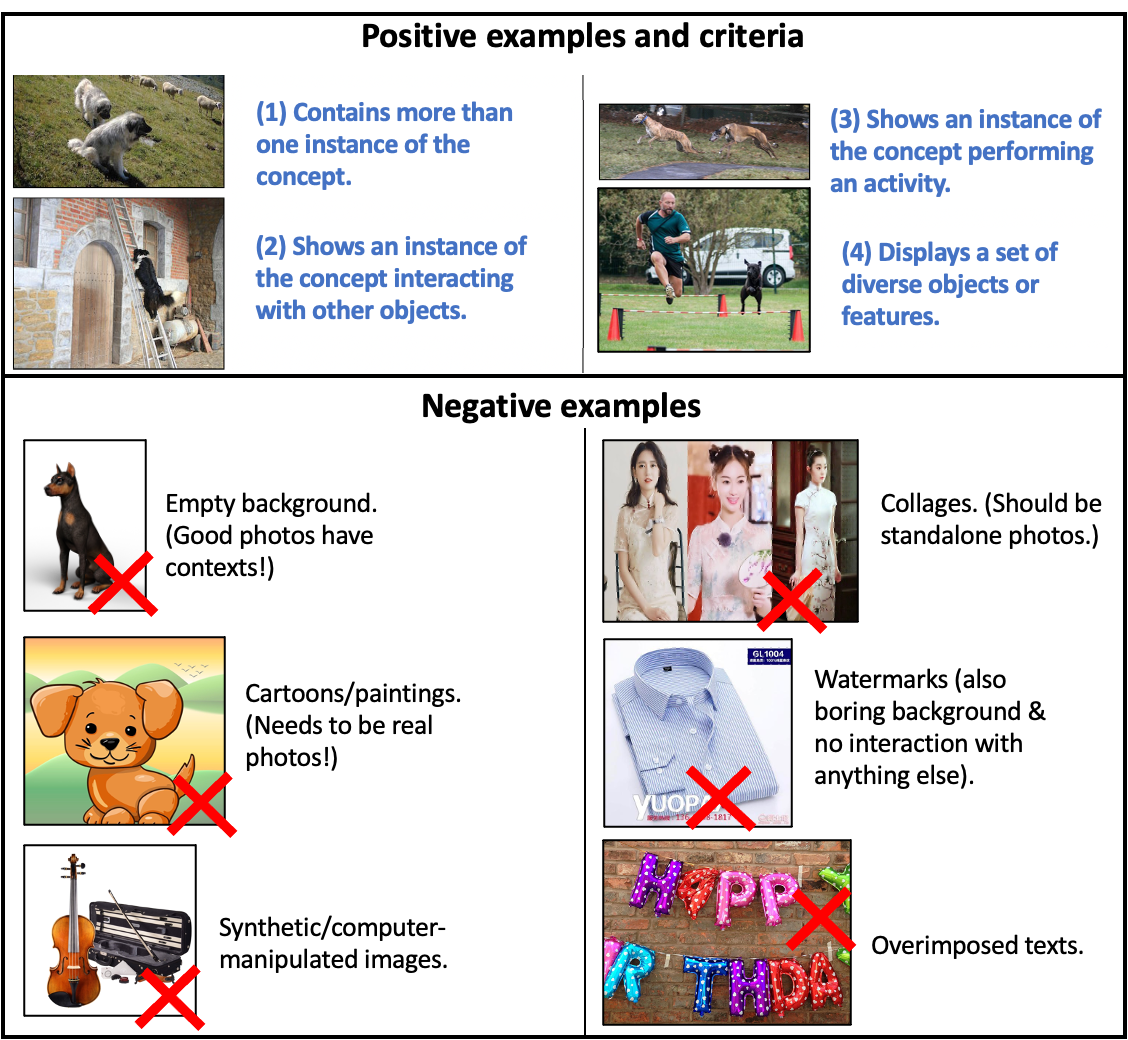 Positive examples and criteria
(1) Contains more than
one instance of the
concept.
(2) Shows an instance of
the concept interacting
with other objects.
(3) Shows an instance of
the concept performing
an activity.
(4) Displays a set of
diverse objects or
features.
Negative examples
Empty background.
(Good photos have
contexts!)
Cartoons/paintings.
(Needs to be real
photos!)
Synthetic/computer-
manipulated images.
Collages. (Should be
standalone photos.)
GL1004
Watermarks (also
boring background &
no interaction with
anything else).
HAPP
R THDA
Overimposed texts.